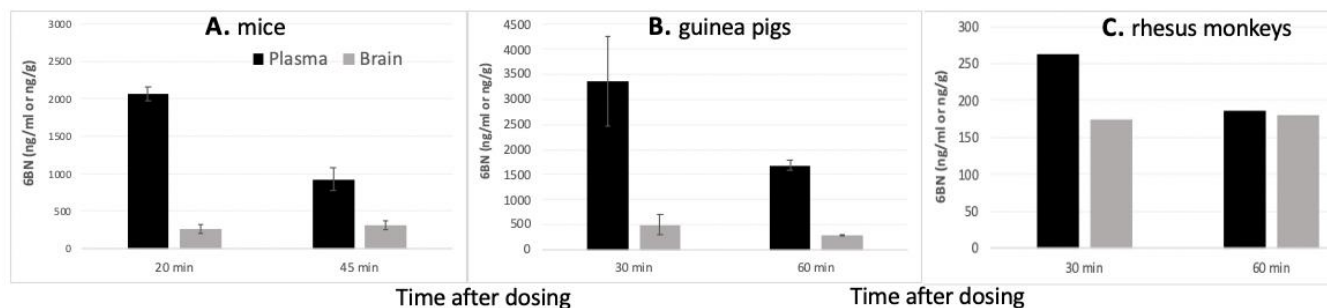 A. mice
Plasma Brain
6BN (ng/ml or ng/g)
3000
2500
2000
1500
1000
500
0
20 min 45 min
B. guinea pigs
6BN (ng/ml or ng/g)
4500
4000
3500
3000
2500
2000
1500
1000
500
0
30 min 60 min
C. rhesus monkeys
6BN (ng/ml or ng/g)
300
250
200
150
100
50
0
30 min 60 min
Time after dosing Time after dosing